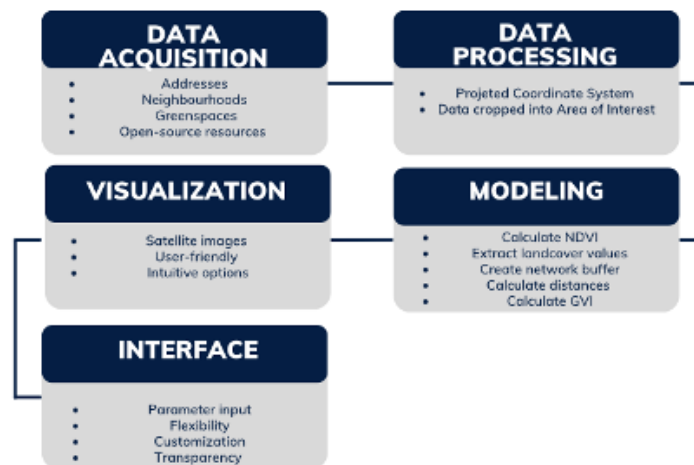 DATA
ACQUISITION
Addresses
Neighbourhoods
Greenspaces
Open-source resources
DATA
PROCESSING
Projeted Coordinate System
Data cropped into Area of Interest
VISUALIZATION
Satellite images
User-friendly
Intuitive options
MODELING
Calculate NDVI
Extract landcover values
Create network buffer
Calculate distances
Calculate GVI
INTERFACE
Parameter input
Flexibility
Customization
Transparency